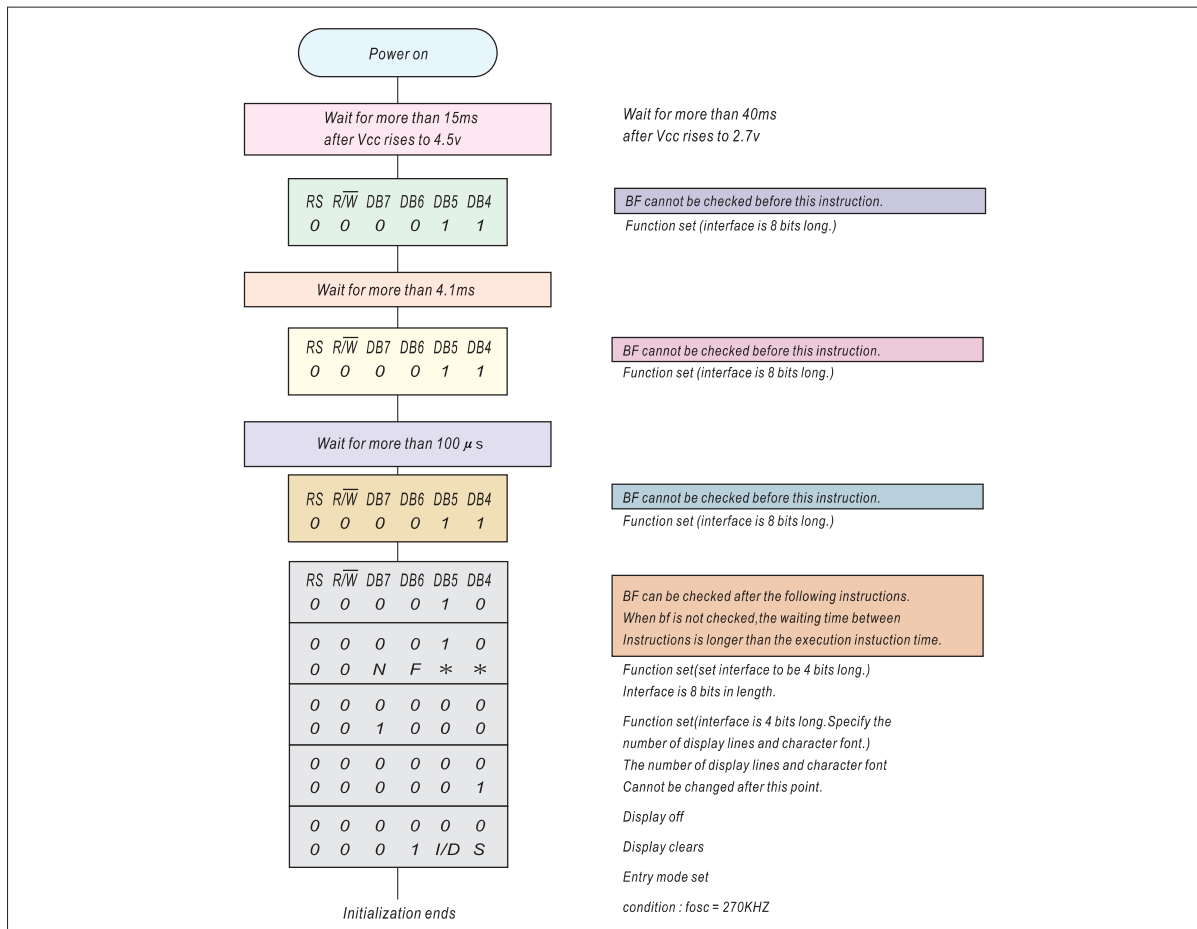 Power on
Wait for more than 15ms
after Vcc rises to 4.5v
Wait for more than 40ms
after Vcc rises to 2.7v
RS R/W̅ DB7 DB6 DB5 DB4
0 0 0 0 1 1
BF cannot be checked before this instruction.
Function set (interface is 8 bits long.)
Wait for more than 4.1ms
RS R/W̅ DB7 DB6 DB5 DB4
0 0 0 0 1 1
BF cannot be checked before this instruction.
Function set (interface is 8 bits long.)
Wait for more than 100 μs
RS R/W̅ DB7 DB6 DB5 DB4
0 0 0 0 1 1
BF cannot be checked before this instruction.
Function set (interface is 8 bits long.)
RS R/W̅ DB7 DB6 DB5 DB4
0 0 0 0 1 0
0 0 0 0 1 0
0 0 N F * *
0 0 0 0 0 0
0 0 1 0 0 0
0 0 0 0 0 0
0 0 0 0 0 1
0 0 0 0 0 0
0 0 0 1 I/D S
BF can be checked after the following instructions.
When bf is not checked,the waiting time between
Instructions is longer than the execution instuction time.
Function set(set interface to be 4 bits long.)
Interface is 8 bits in length.
Function set(interface is 4 bits long.Specify the
number of display lines and character font.)
The number of display lines and character font
Cannot be changed after this point.
Display off
Display clears
Entry mode set
Initialization ends
condition : fosc = 270KHZ